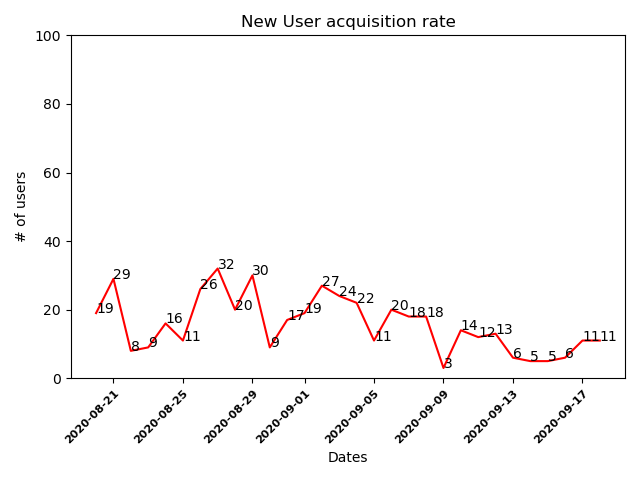 New User acquisition rate
100
80
60
40
20
0
# of users
19 29 8 9 16 11 26 32 20 30 9 17 19 27 24 22 11 20 18 18 3 14 12 13 6 5 5 6 11 11
2020-08-21 2020-08-25 2020-08-29 2020-09-01 2020-09-05 2020-09-09 2020-09-13 2020-09-17
Dates